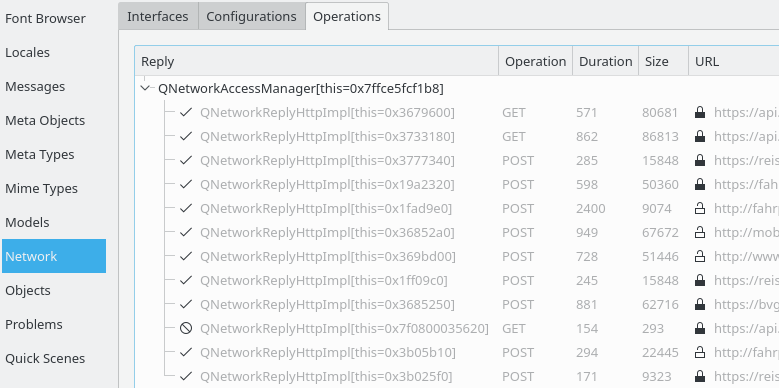 Font Browser
Locales
Messages
Meta Objects
Meta Types
Mime Types
Models
Network
Objects
Problems
Quick Scenes
Interfaces Configurations Operations
Reply Operation Duration Size URL
QNetworkAccessManager[this=0x7ffce5fcf1b8]
QNetworkReplyHttpImpl[this=0x3679600] GET 571 80681 https://api.
QNetworkReplyHttpImpl[this=0x3733180] GET 862 86813 https://api.
QNetworkReplyHttpImpl[this=0x3777340] POST 285 15848 https://reis
QNetworkReplyHttpImpl[this=0x19a2320] POST 598 50360 https://fah
QNetworkReplyHttpImpl[this=0x1fad9e0] POST 2400 9074 http://fahrp
QNetworkReplyHttpImpl[this=0x36852a0] POST 949 67672 http://mob
QNetworkReplyHttpImpl[this=0x369bd00] POST 728 51446 http://www
QNetworkReplyHttpImpl[this=0x1ff09c0] POST 245 15848 https://reis
QNetworkReplyHttpImpl[this=0x3685250] POST 881 62716 https://bvg
QNetworkReplyHttpImpl[this=0x7f0800035620] GET 154 293 https://api.
QNetworkReplyHttpImpl[this=0x3b05b10] POST 294 22445 http://fahrp
QNetworkReplyHttpImpl[this=0x3b025f0] POST 171 9323 https://reis